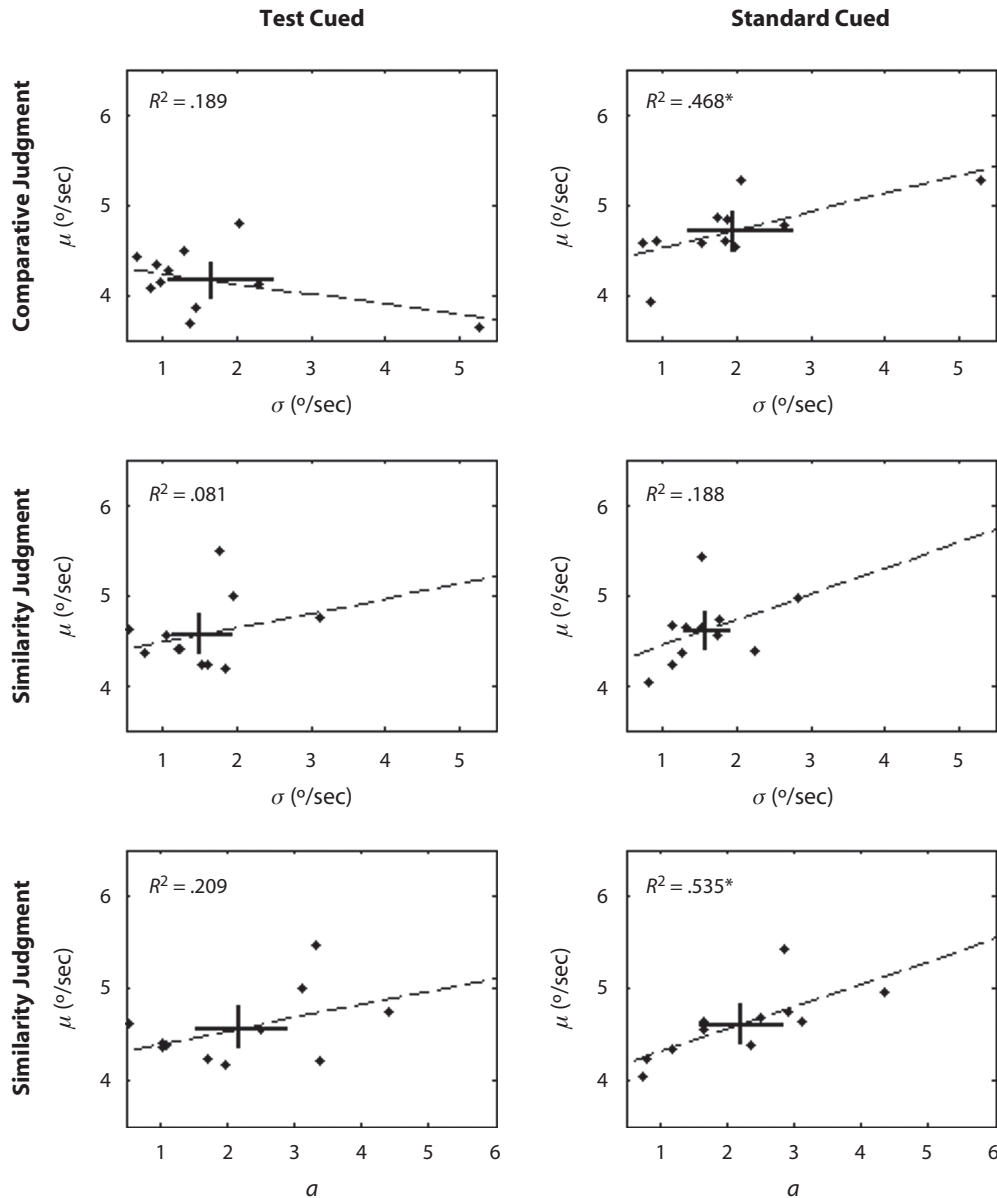 Test Cued
Standard Cued
Comparative Judgment
R² = .189
6
5
4
μ (º/sec)
1 2 3 4 5
σ (º/sec)
R² = .468*
6
5
4
μ (º/sec)
1 2 3 4 5
σ (º/sec)
Similarity Judgment
R² = .081
6
5
4
μ (º/sec)
1 2 3 4 5
σ (º/sec)
R² = .188
6
5
4
μ (º/sec)
1 2 3 4 5
σ (º/sec)
Similarity Judgment
R² = .209
6
5
4
μ (º/sec)
1 2 3 4 5 6
a
R² = .535*
6
5
4
μ (º/sec)
1 2 3 4 5 6
a